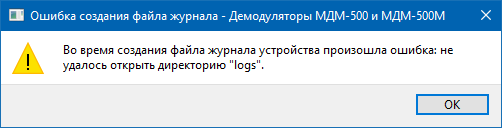 Ошибка создания файла журнала - Демодуляторы МДМ-500 и МДМ-500М
Во время создания файла журнала устройства произошла ошибка: не
удалось открыть директорию "logs".
OK